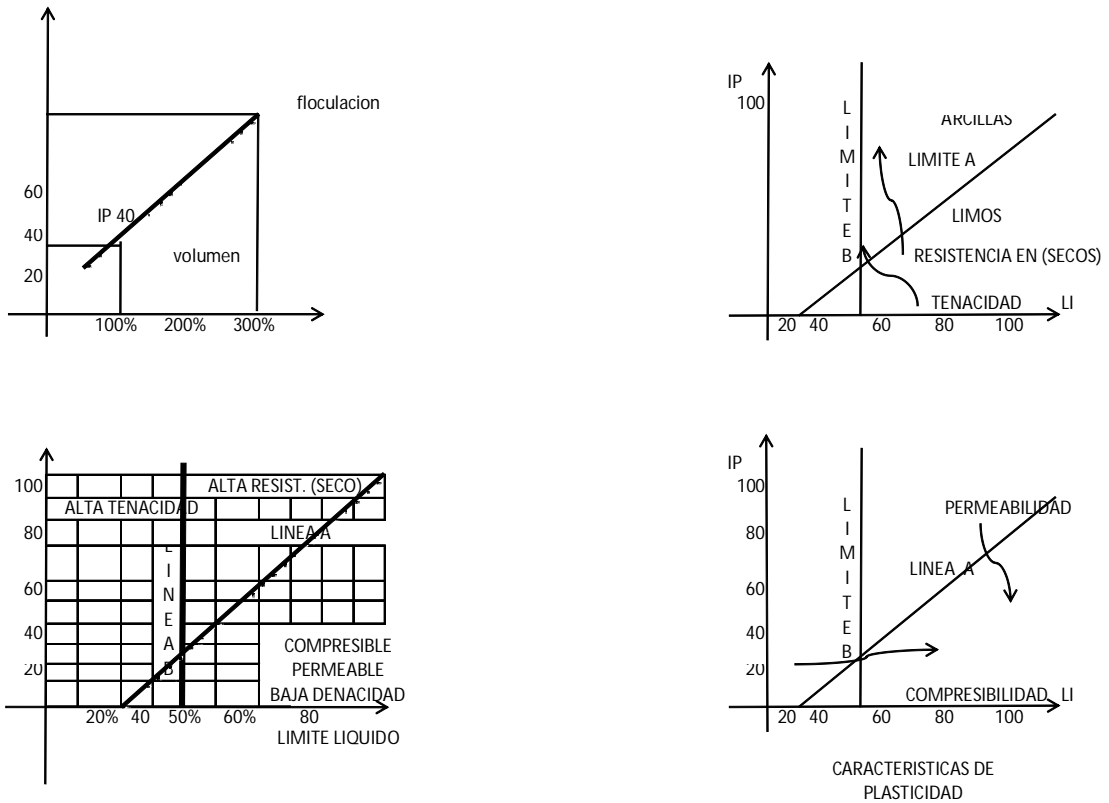 floculacion
60
IP 40
40
volumen
20
100% 200% 300%
IP
100
LIMITE B
ARCILLAS
LIMITE A
LIMOS
RESISTENCIA EN (SECOS)
TENACIDAD
LI
20 40 60 80 100
100
ALTA RESIST. (SECO)
ALTA TENACIDAD
80
LINEA A
LINEA B
60
40
20
COMPRESIBLE
PERMEABLE
BAJA DENACIDAD
20% 40 50% 60% 80
LIMITE LIQUIDO
IP
100
LIMITE B
PERMEABILIDAD
80
60
LINEA A
40
20
COMPRESIBILIDAD
LI
20 40 60 80 100
CARACTERISTICAS DE
PLASTICIDAD